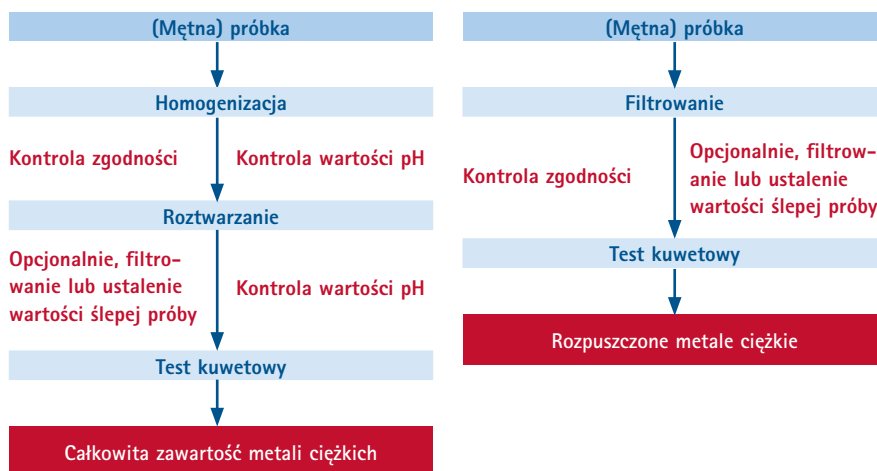 (Mętna) próbka
Homogenizacja
Kontrola zgodności
Kontrola wartości pH
Roztwarzanie
Opcjonalnie, filtro-
wanie lub ustalenie
wartości ślepej próby
Kontrola wartości pH
Test kuwetowy
Całkowita zawartość metali ciężkich
(Mętna) próbka
Filtrowanie
Kontrola zgodności
Opcjonalnie, filtrow-
anie lub ustalenie
wartości ślepej próby
Test kuwetowy
Rozpuszczone metale ciężkie